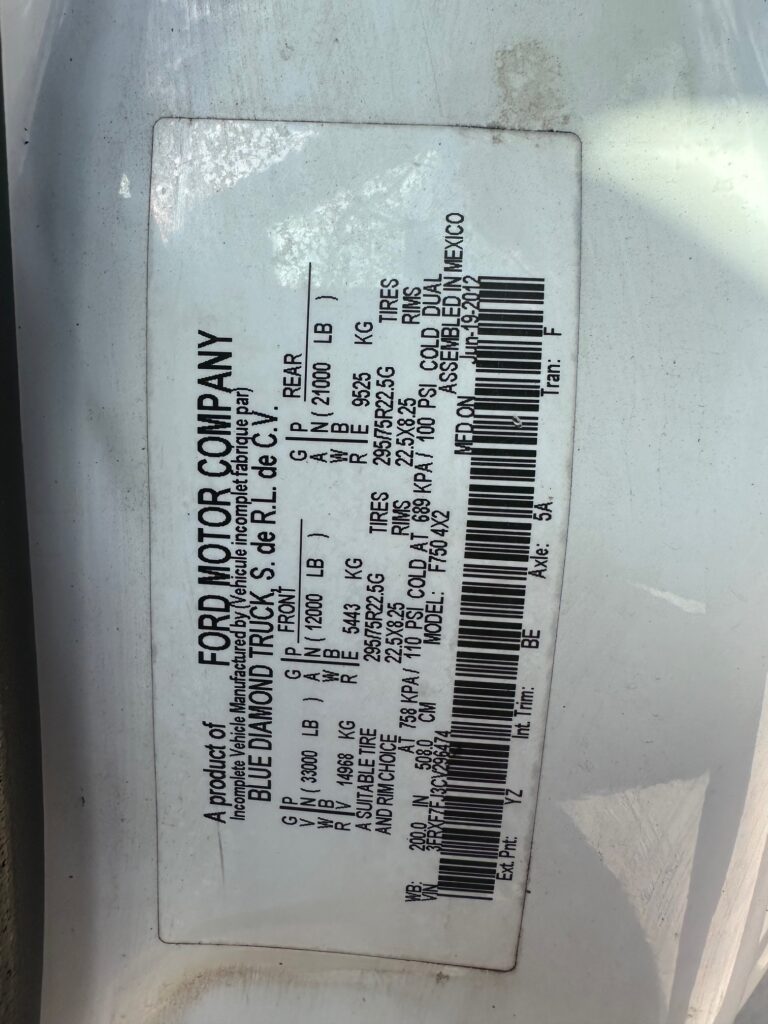 A product of FORD MOTOR COMPANY
Incomplete Vehicle Manufactured by (Vehicule incomplet fabrique par)
BLUE DIAMOND TRUCK, S. de R.L. de C.V.
FRONT REAR
G P G P G P
V N ( 33000 LB ) A N ( 12000 LB ) A N ( 21000 LB )
W B W B W B
R V 14968 KG R E 5443 KG R E 9525 KG
A SUITABLE TIRE 295/75R22.5G TIRES 295/75R22.5G TIRES
AND RIM CHOICE 22.5X8.25 RIMS 22.5X8.25 RIMS
AT 758 KPA/ 110 PSI COLD AT 689 KPA/ 100 PSI COLD DUAL
WB: 200.0 IN 508.0 CM MODEL: F750 4X2 ASSEMBLED IN MEXICO
VIN 3FRXF7FJ3CV296474 MFD ON Jun-19-2012
Ext. Pnt: YZ Int. Trim: BE Axle: 5A Tran: F